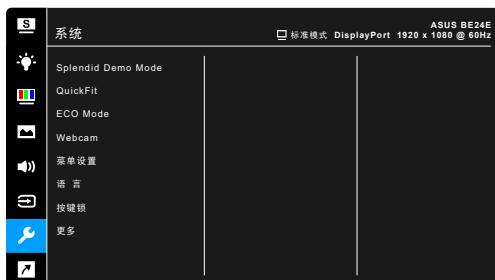 S
系统
ASUS BE24E
标准模式 DisplayPort 1920 x 1080 @ 60Hz
Splendid Demo Mode
QuickFit
ECO Mode
Webcam
菜单设置
语 言
按键锁
更多